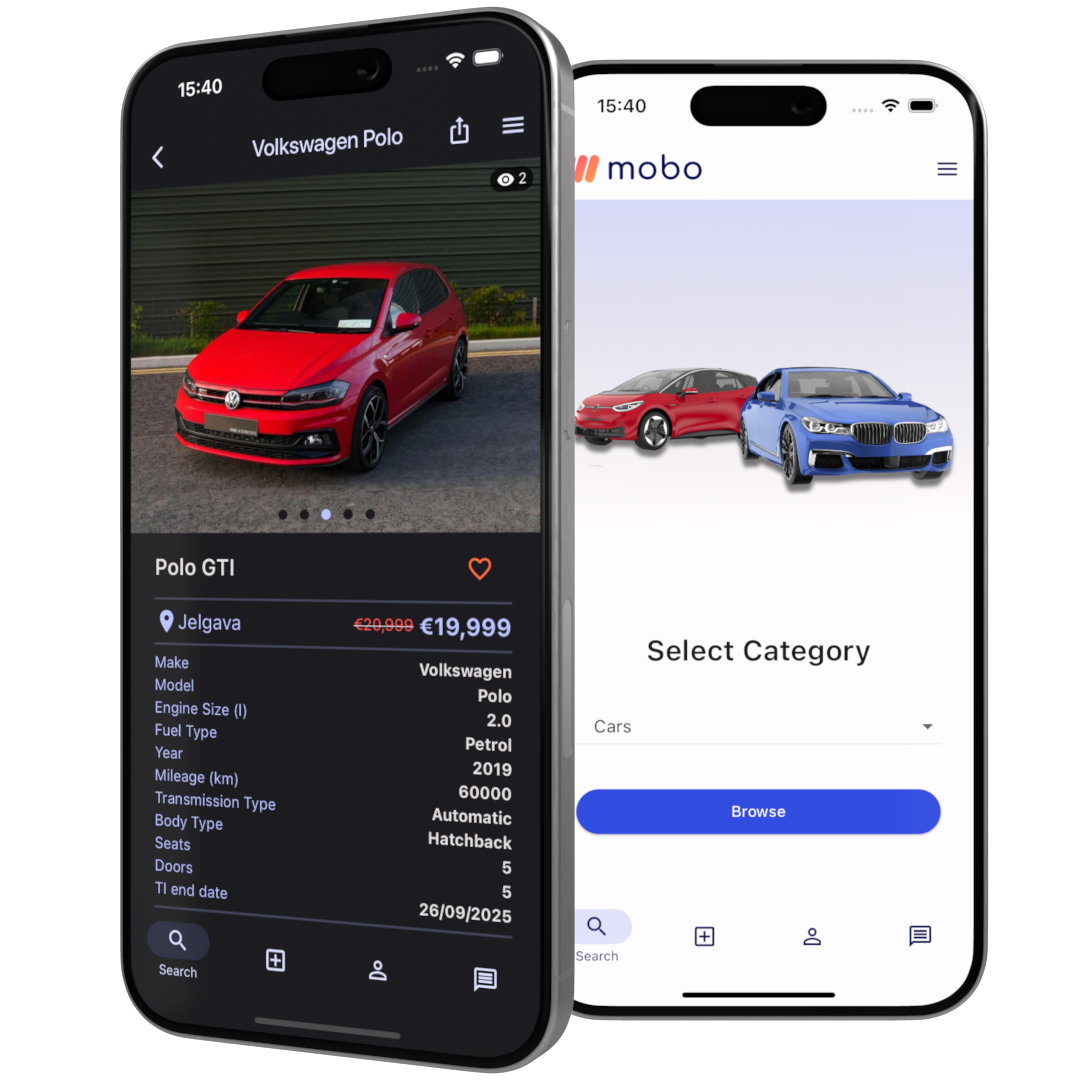 15:40
Volkswagen Polo
2
Polo GTI
Jelgava €20,999 €19,999
Make Volkswagen
Model Polo
Engine Size (l) 2.0
Fuel Type Petrol
Year 2019
Mileage (km) 60000
Transmission Type Automatic
Body Type Hatchback
Seats 5
Doors 5
TI end date 26/09/2025
Search
15:40
mobo
Select Category
Cars
Browse
Search